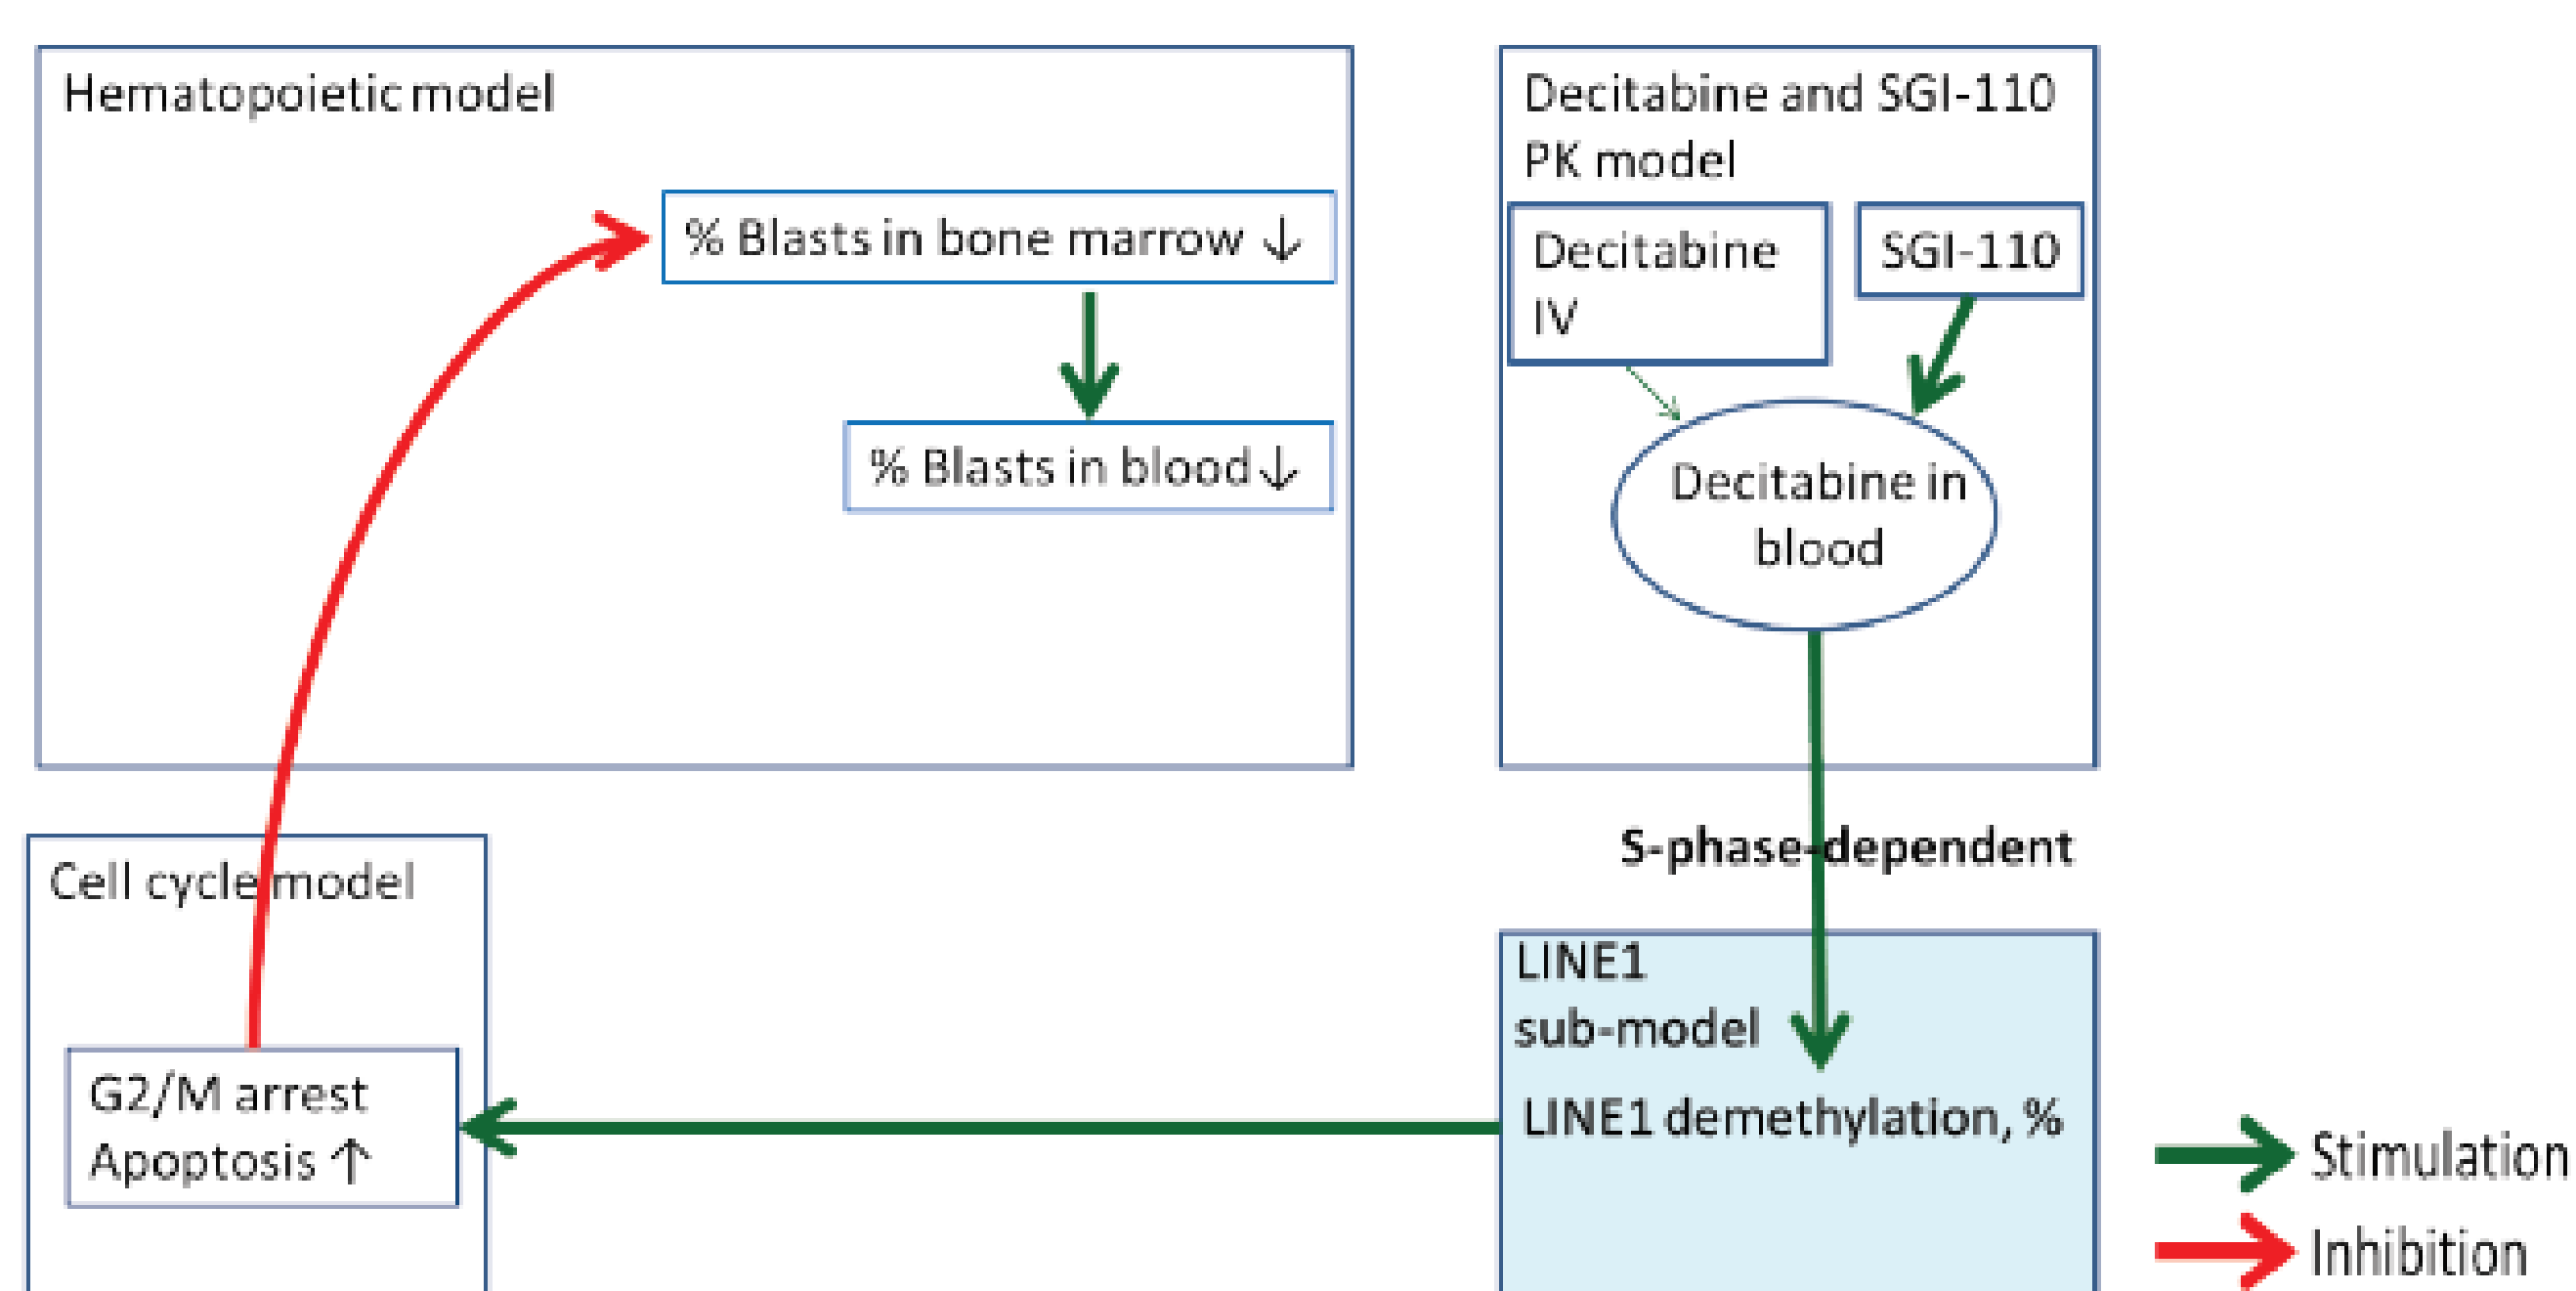 Hematopoietic model
% Blasts in bone marrow ↓
% Blasts in blood ↓
Decitabine and SGI-110
PK model
Decitabine
IV
SGI-110
Decitabine in
blood
S-phase-dependent
Cell cycle model
G2/M arrest
Apoptosis ↑
LINE1
sub-model
LINE1 demethylation, %
Stimulation
Inhibition